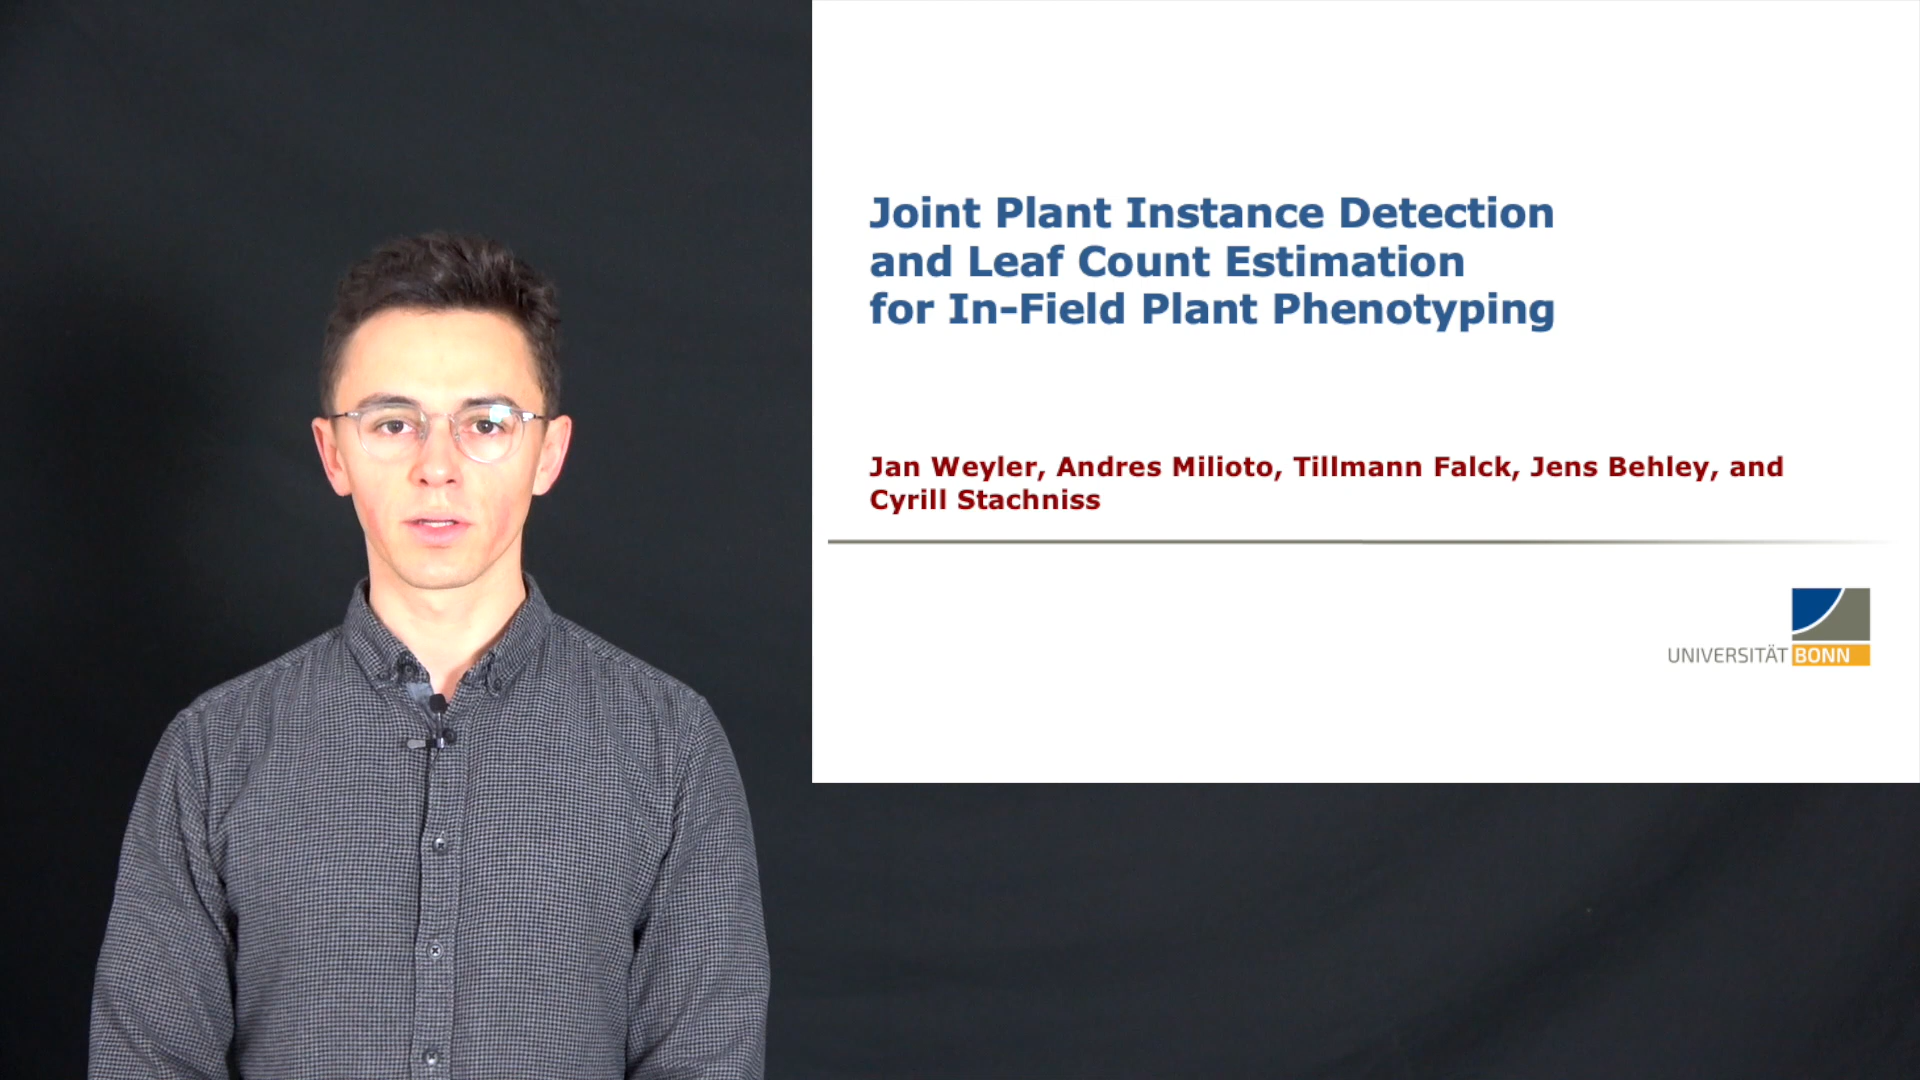 Joint Plant Instance Detection
and Leaf Count Estimation
for In-Field Plant Phenotyping
Jan Weyler, Andres Milioto, Tillmann Falck, Jens Behley, and
Cyrill Stachniss
UNIVERSITÄT BONN